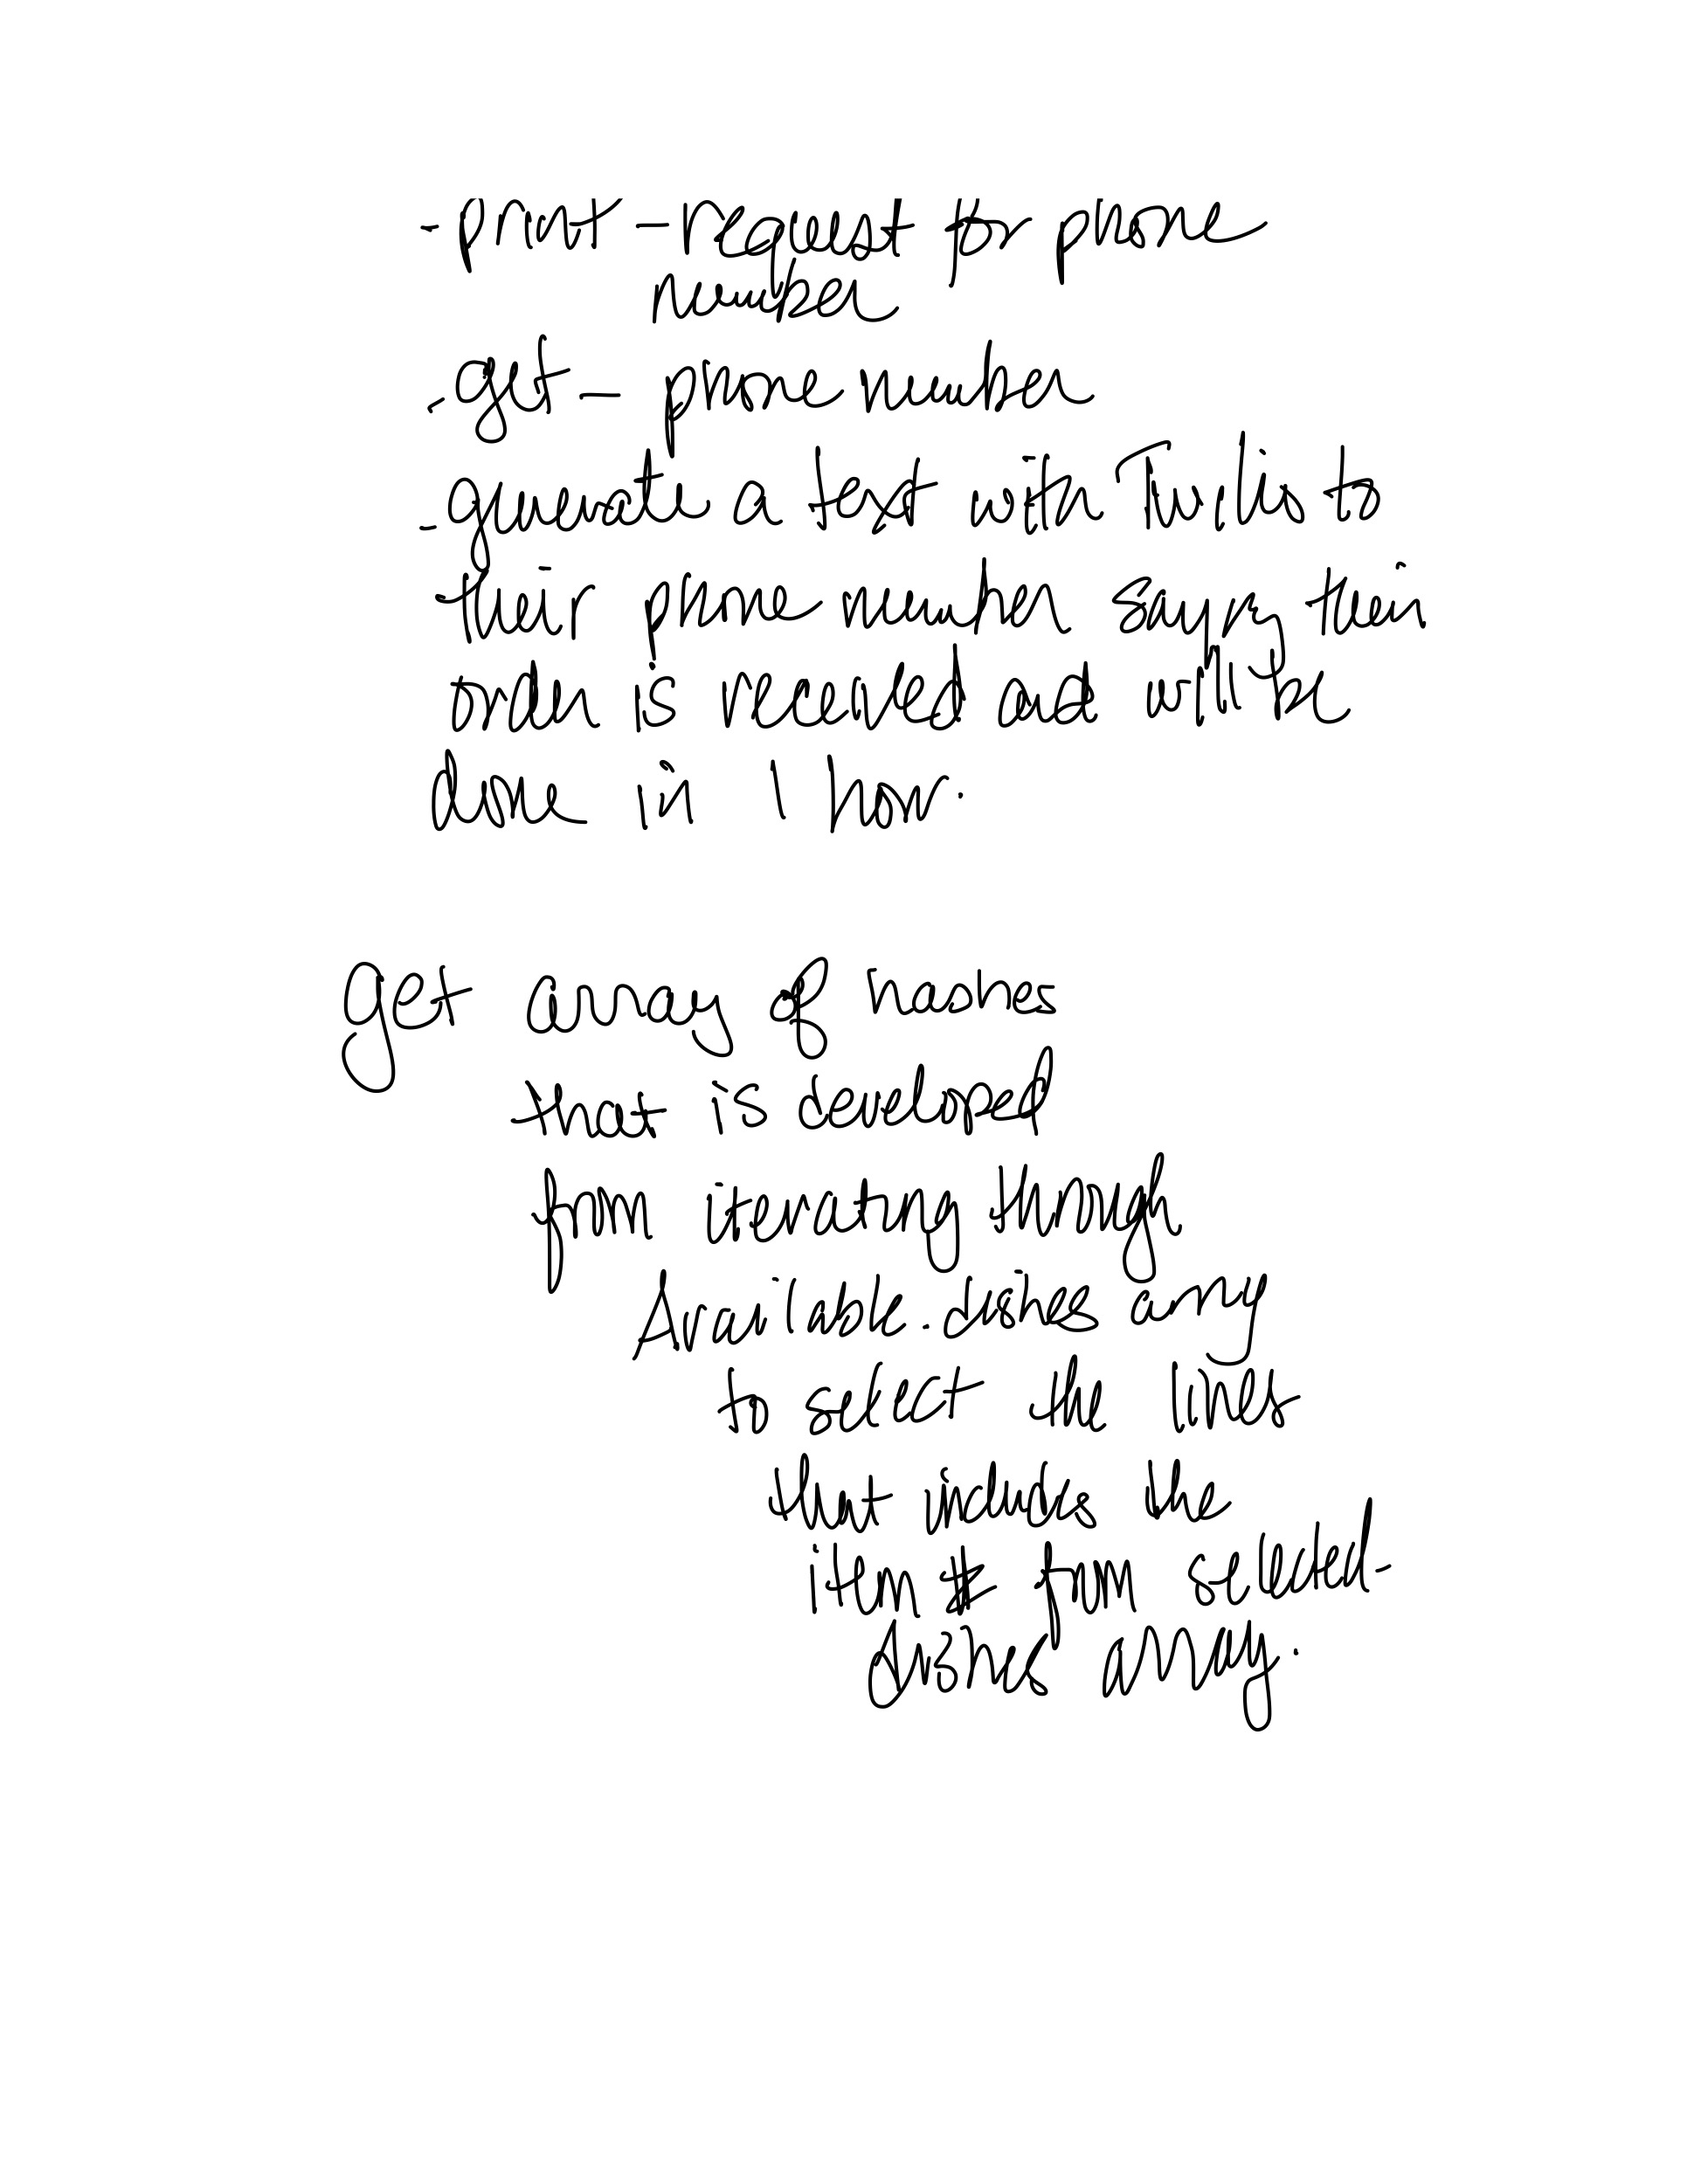 - print - request for phone
number
- get - phone number
- generate a text with Twilio to
their phone number saying their
order is received and will be
done in 1 hour.
get array of hashes
that is developed
from iterating through
Available.dishes array
to select the lines
that includes the
item # from selected-
dishes array.